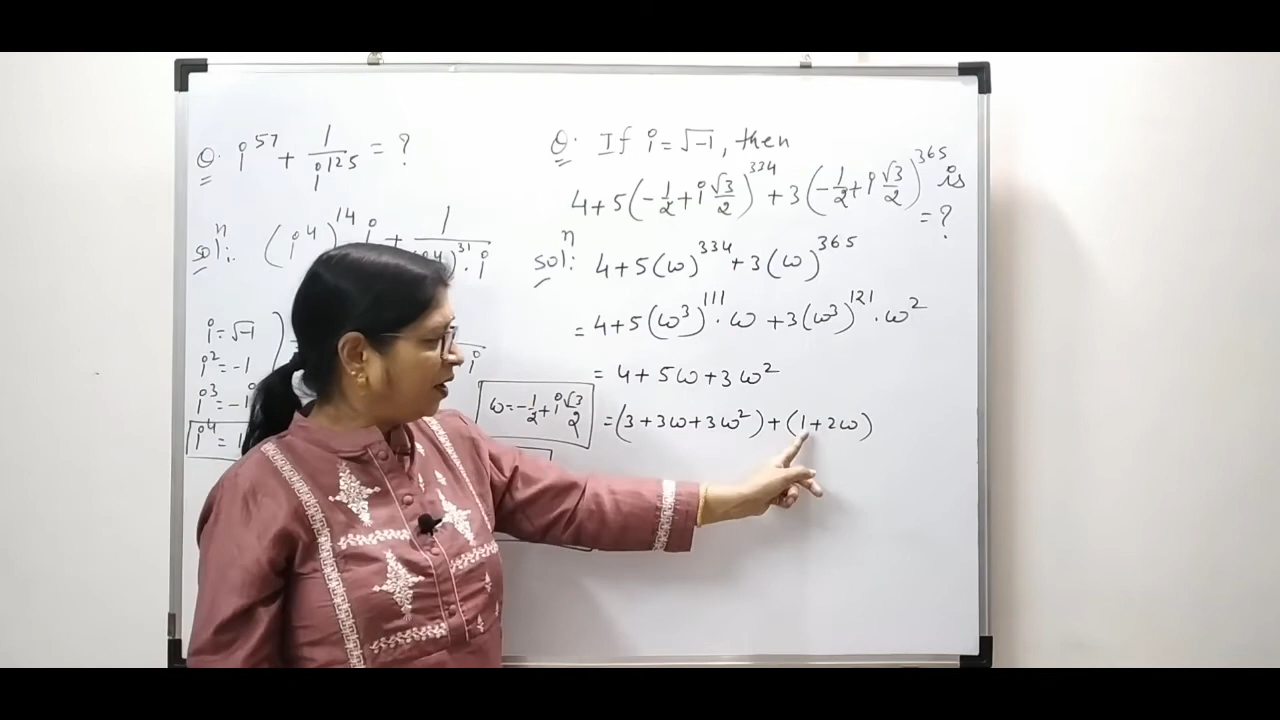 Q. i^57 + 1/i^125 = ?
sol^n: (i^4)^14 i + 1/(i^4)^31 · i
i = √-1
i^2 = -1
i^3 = -i
i^4 = 1
Q. If i = √-1, then
4+5(-1/2+i√3/2)^334 +3(-1/2+i√3/2)^365 is
= ?
sol^n: 4+5(ω)^334 +3(ω)^365
= 4+5(ω^3)^111 · ω +3(ω^3)^121 · ω^2
= 4+5ω+3ω^2
ω = -1/2+i√3/2
= (3+3ω+3ω^2)+(1+2ω)